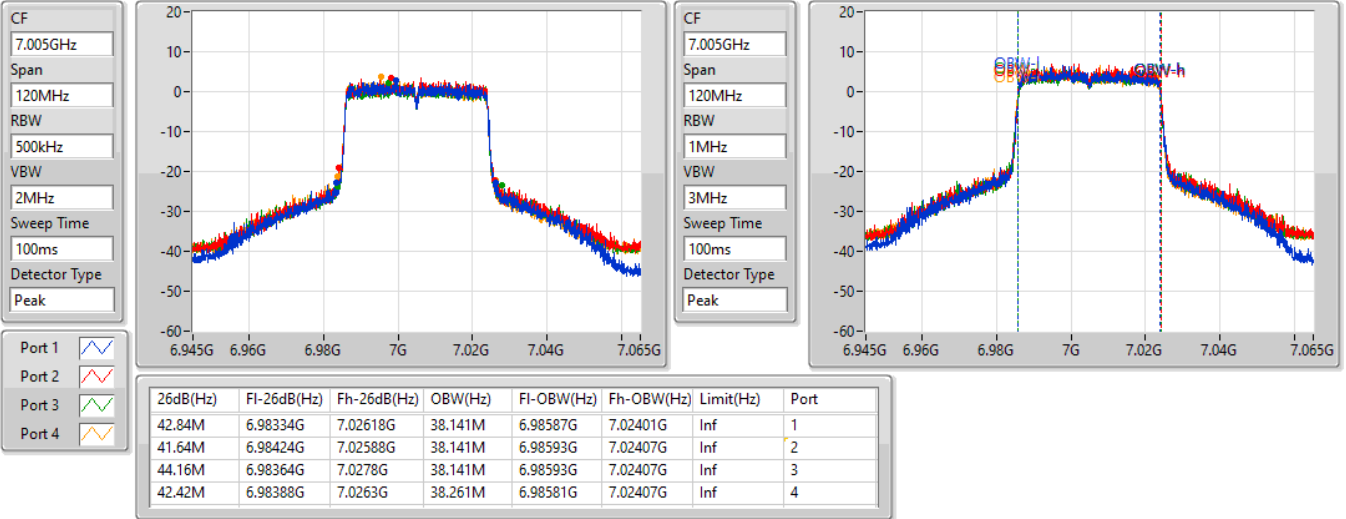 CF
7.005GHz
Span
120MHz
RBW
500kHz
VBW
2MHz
Sweep Time
100ms
Detector Type
Peak
20
10
0
-10
-20
-30
-40
-50
-60
6.945G 6.96G 6.98G 7G 7.02G 7.04G 7.065G
CF
7.005GHz
Span
120MHz
RBW
1MHz
VBW
3MHz
Sweep Time
100ms
Detector Type
Peak
20
10
0
-10
-20
-30
-40
-50
-60
OBW-l
OBW-h
6.945G 6.96G 6.98G 7G 7.02G 7.04G 7.065G
Port 1
Port 2
Port 3
Port 4
26dB(Hz) Fl-26dB(Hz) Fh-26dB(Hz) OBW(Hz) Fl-OBW(Hz) Fh-OBW(Hz) Limit(Hz) Port
42.84M 6.98334G 7.02618G 38.141M 6.98587G 7.02401G Inf 1
41.64M 6.98424G 7.02588G 38.141M 6.98593G 7.02407G Inf 2
44.16M 6.98364G 7.0278G 38.141M 6.98593G 7.02407G Inf 3
42.42M 6.98388G 7.0263G 38.261M 6.98581G 7.02407G Inf 4